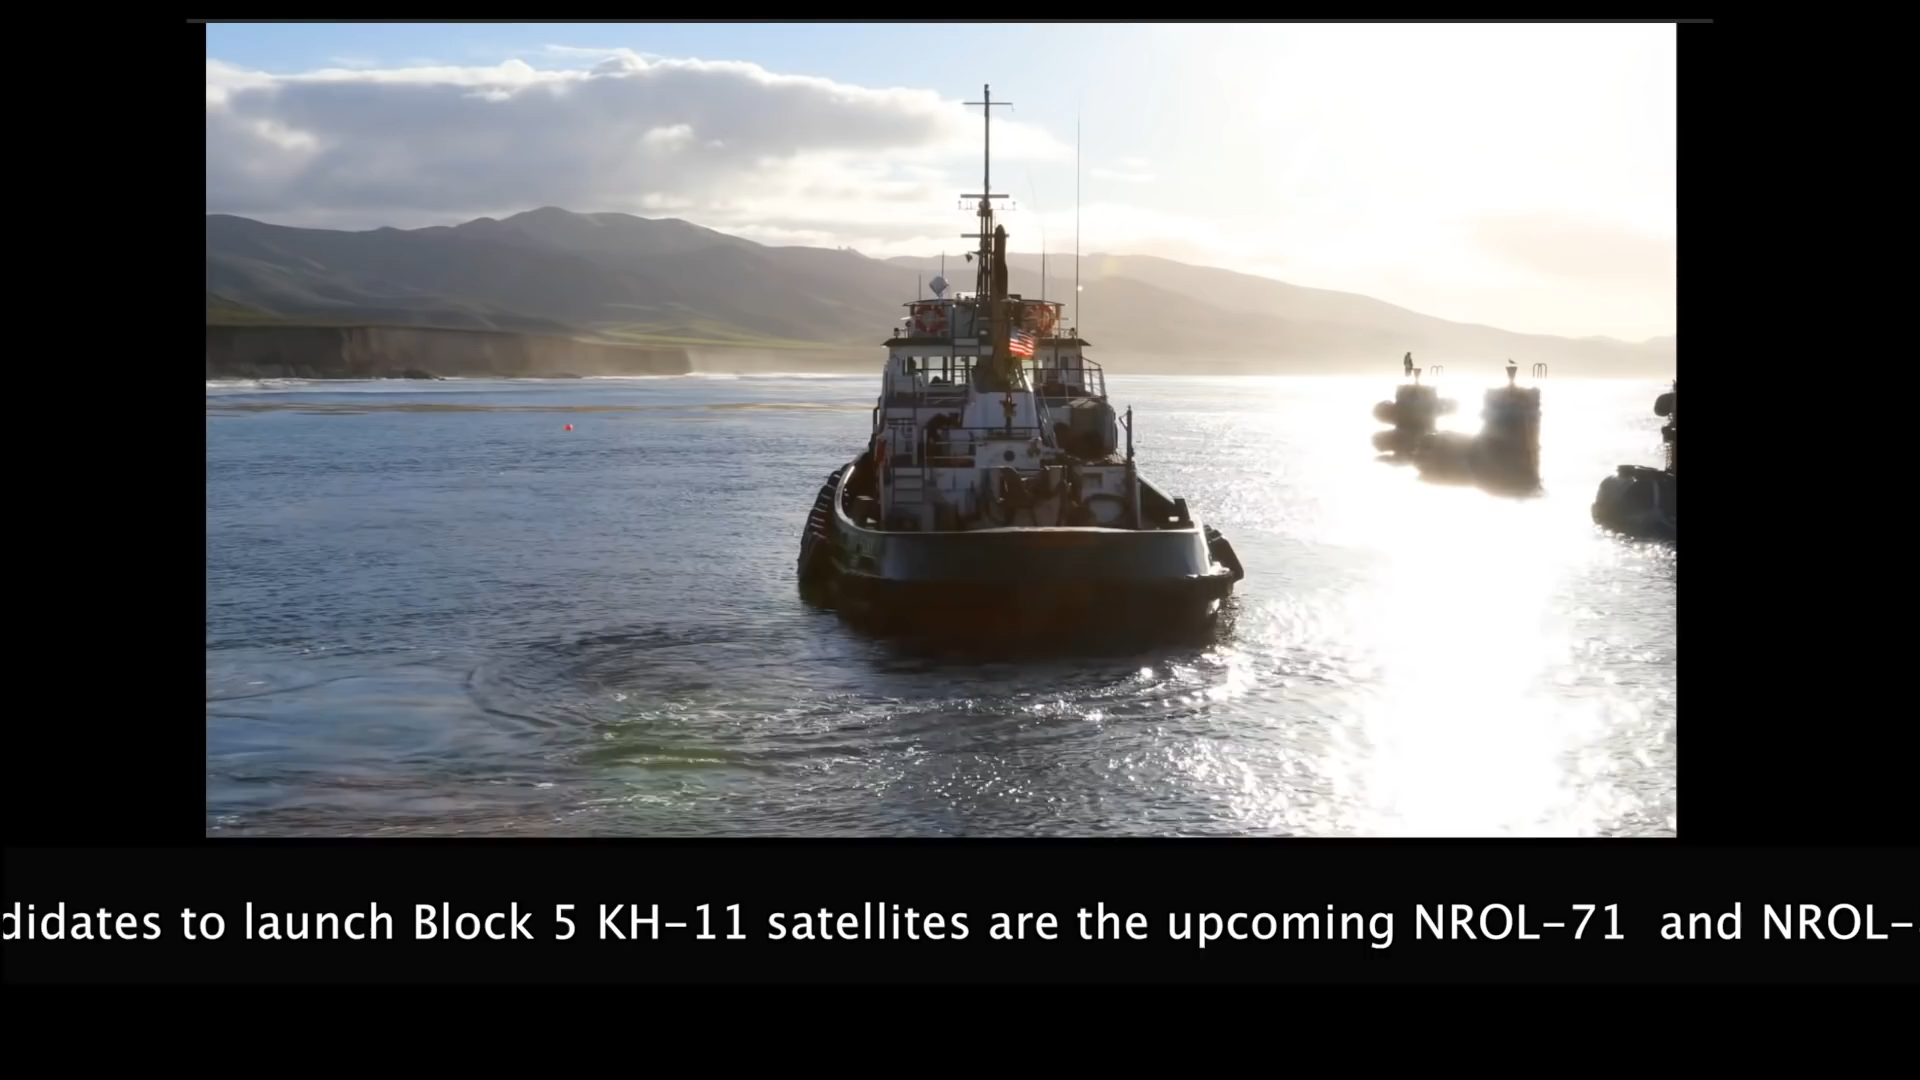 didates to launch Block 5 KH-11 satellites are the upcoming NROL-71 and NROL-